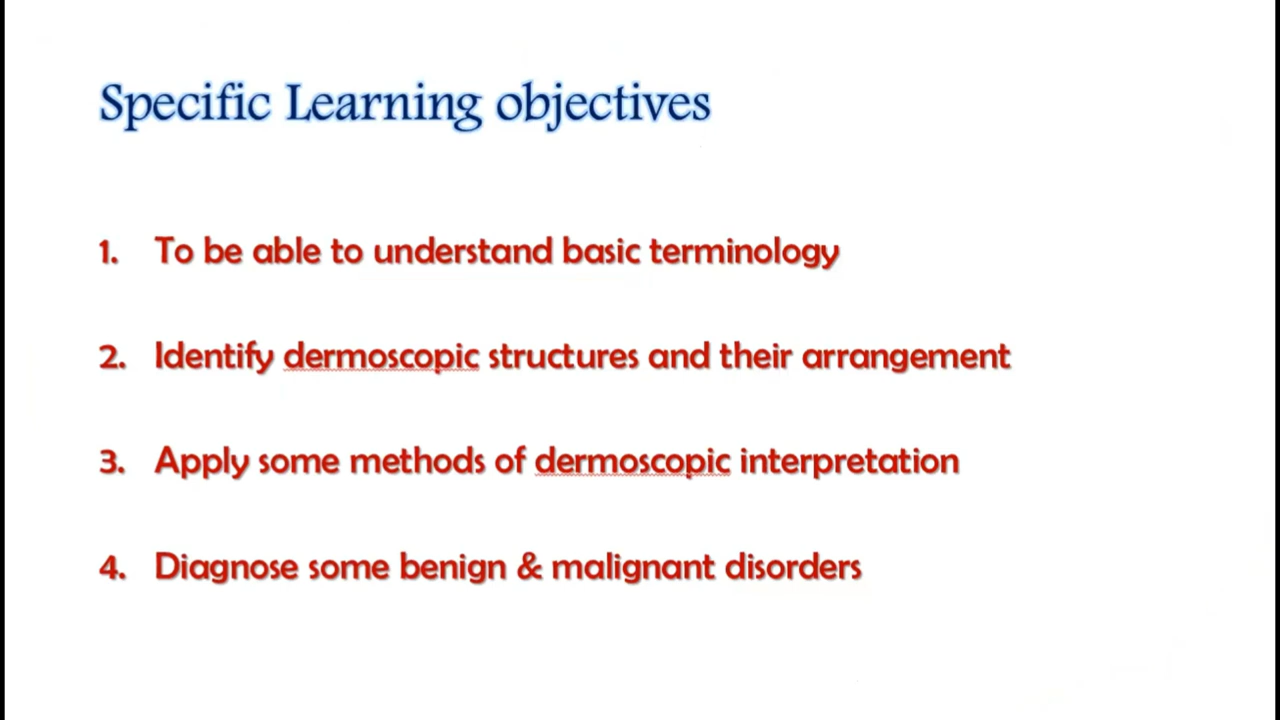 Specific Learning objectives
1. To be able to understand basic terminology
2. Identify dermoscopic structures and their arrangement
3. Apply some methods of dermoscopic interpretation
4. Diagnose some benign & malignant disorders